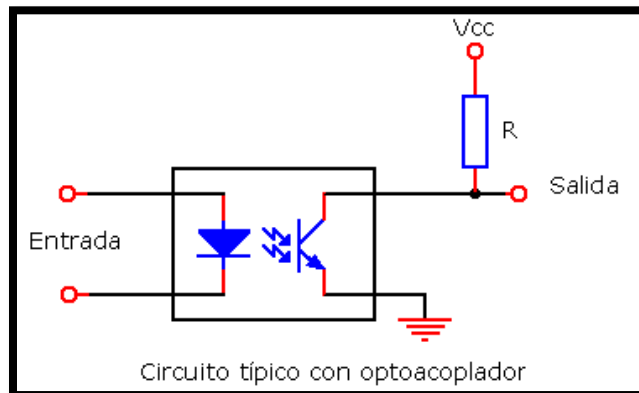 Vcc
R
Salida
Entrada
Circuito típico con optoacoplador